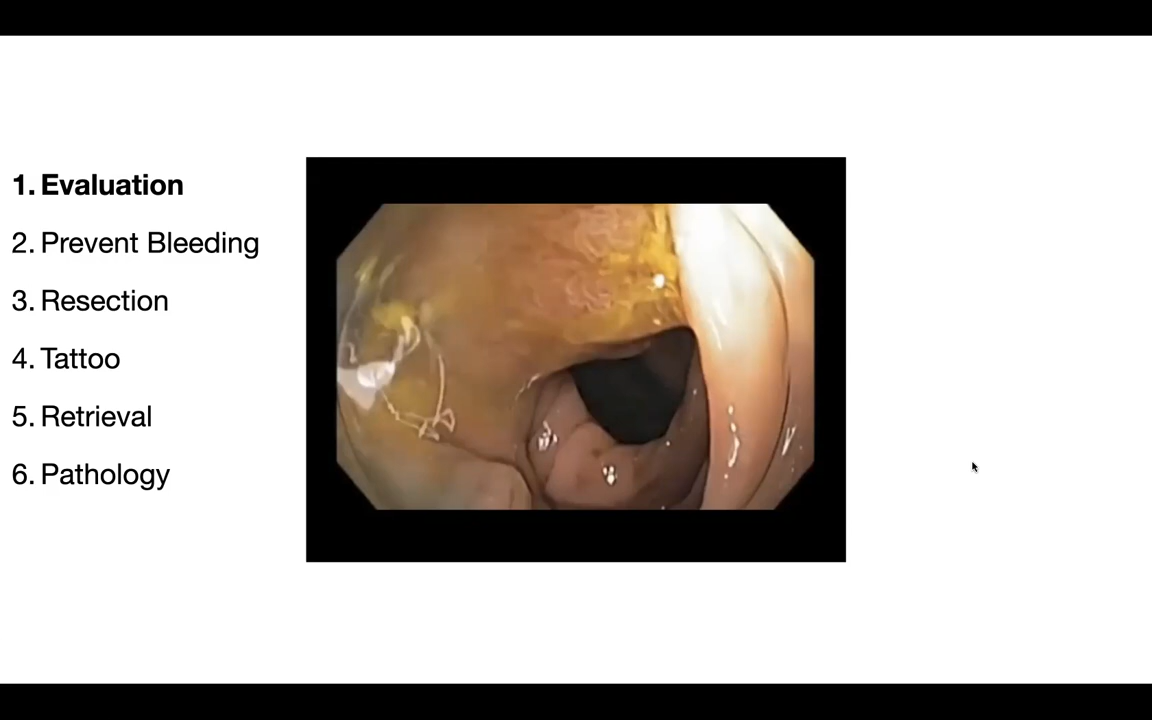 1. Evaluation
2. Prevent Bleeding
3. Resection
4. Tattoo
5. Retrieval
6. Pathology